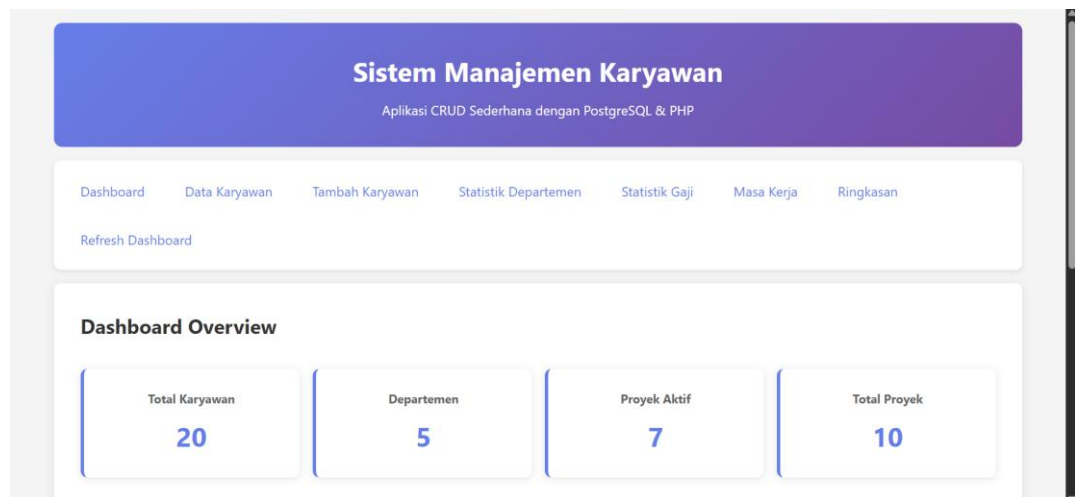 Sistem Manajemen Karyawan
Aplikasi CRUD Sederhana dengan PostgreSQL & PHP
Dashboard Data Karyawan Tambah Karyawan Statistik Departemen Statistik Gaji Masa Kerja Ringkasan
Refresh Dashboard
Dashboard Overview
Total Karyawan Departemen Proyek Aktif Total Proyek
20 5 7 10